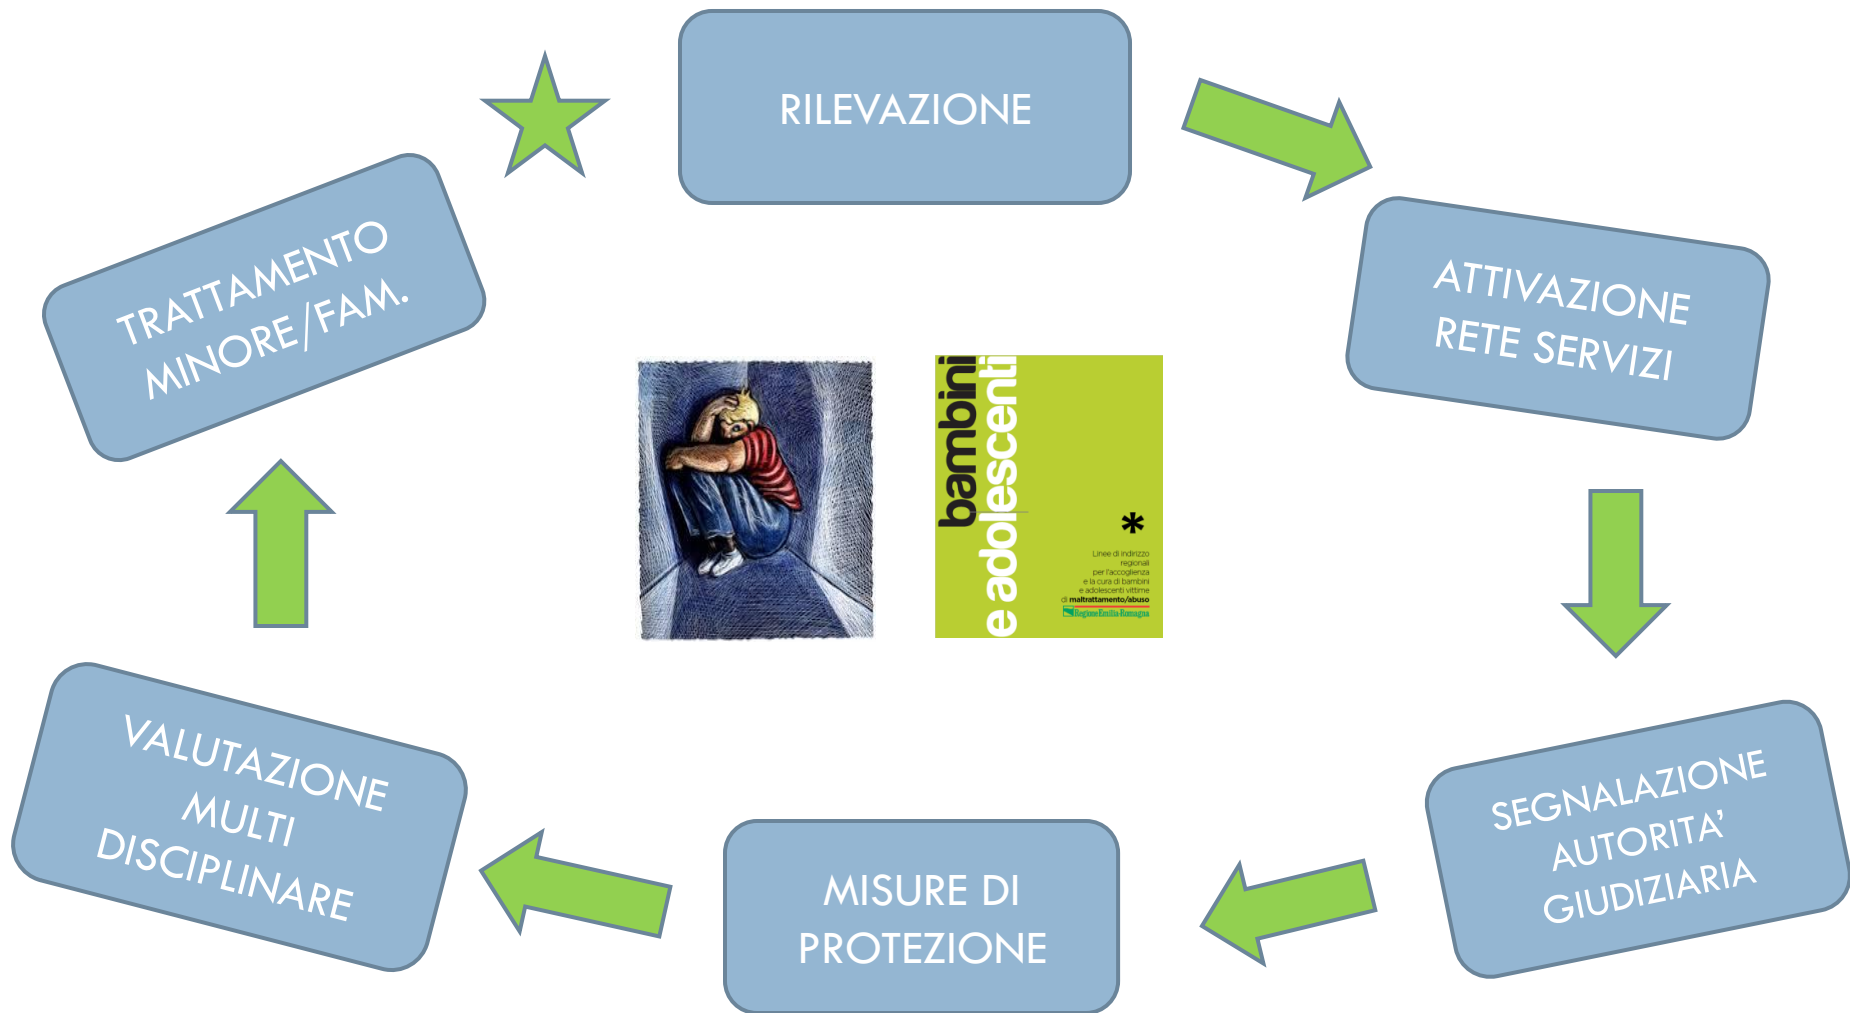 RILEVAZIONE
ATTIVAZIONE
RETE SERVIZI
SEGNALAZIONE
AUTORITA’
GIUDIZIARIA
MISURE DI
PROTEZIONE
VALUTAZIONE
MULTI
DISCIPLINARE
TRATTAMENTO
MINORE/FAM.
bambini
e adolescenti
*
Linee di indirizzo
regionali
per l'accoglienza
e la cura di bambini
e adolescenti vittime
di maltrattamento/abuso
Regione Emilia-Romagna